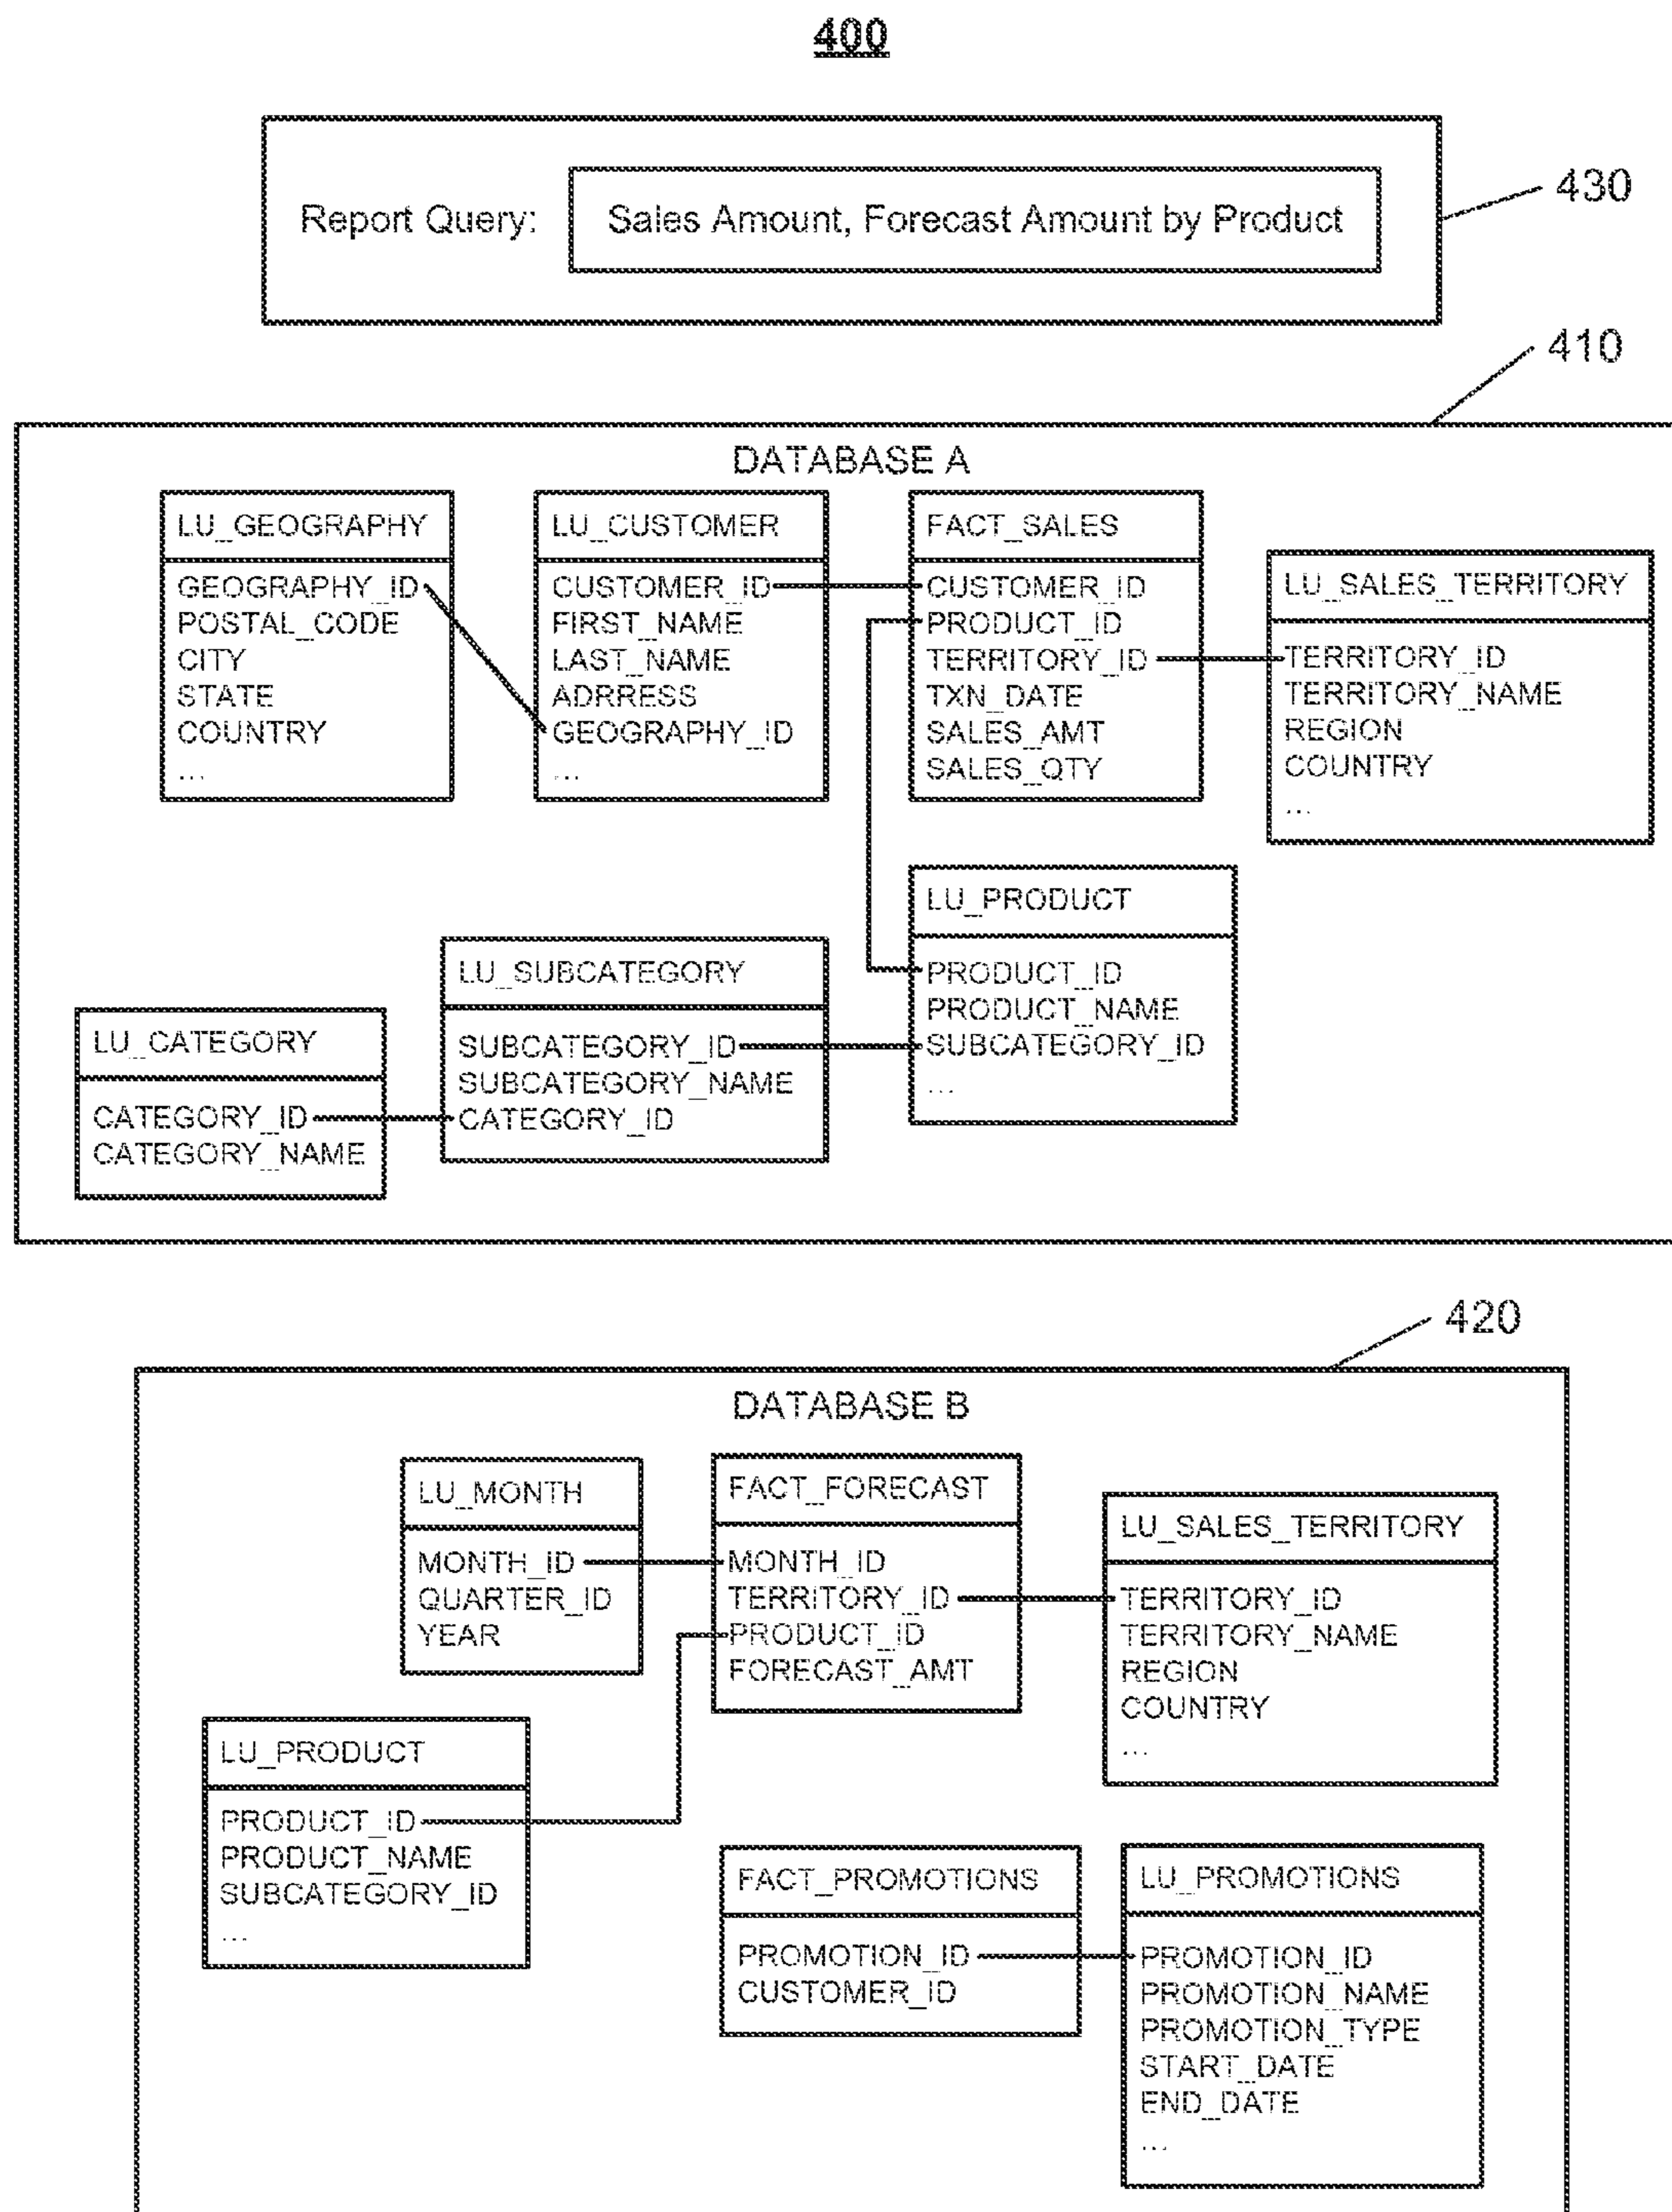 400
Report Query: Sales Amount, Forecast Amount by Product
430
410
DATABASE A
LU_GEOGRAPHY
GEOGRAPHY_ID
POSTAL_CODE
CITY
STATE
COUNTRY
...
LU_CUSTOMER
CUSTOMER_ID
FIRST_NAME
LAST_NAME
ADRRESS
GEOGRAPHY_ID
...
FACT_SALES
CUSTOMER_ID
PRODUCT_ID
TERRITORY_ID
TXN_DATE
SALES_AMT
SALES_QTY
LU_SALES_TERRITORY
TERRITORY_ID
TERRITORY_NAME
REGION
COUNTRY
...
LU_CATEGORY
CATEGORY_ID
CATEGORY_NAME
LU_SUBCATEGORY
SUBCATEGORY_ID
SUBCATEGORY_NAME
CATEGORY_ID
LU_PRODUCT
PRODUCT_ID
PRODUCT_NAME
SUBCATEGORY_ID
...
420
DATABASE B
LU_MONTH
MONTH_ID
QUARTER_ID
YEAR
FACT_FORECAST
MONTH_ID
TERRITORY_ID
PRODUCT_ID
FORECAST_AMT
LU_SALES_TERRITORY
TERRITORY_ID
TERRITORY_NAME
REGION
COUNTRY
...
LU_PRODUCT
PRODUCT_ID
PRODUCT_NAME
SUBCATEGORY_ID
...
FACT_PROMOTIONS
PROMOTION_ID
CUSTOMER_ID
LU_PROMOTIONS
PROMOTION_ID
PROMOTION_NAME
PROMOTION_TYPE
START_DATE
END_DATE
...